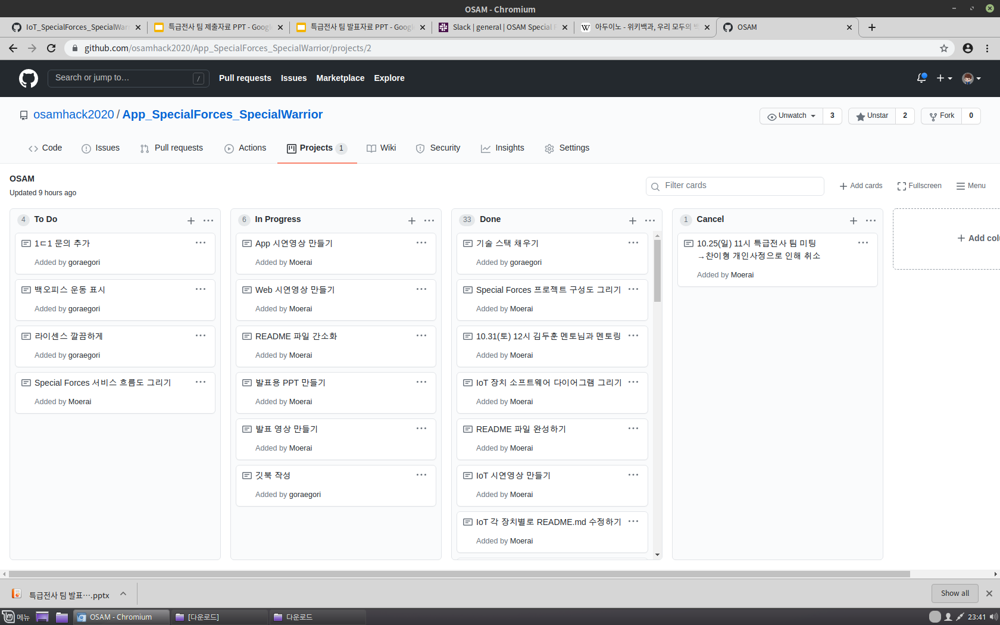 OSAM - Chromium
IoT_SpecialForces_SpecialWar
특급전사 팀 제출자료 PPT - Googl
특급전사 팀 발표자료 PPT - Googl
Slack | general | OSAM Special F
아두이노 - 위키백과, 우리 모두의 백
OSAM
github.com/osamhack2020/App_SpecialForces_SpecialWarrior/projects/2
Search or jump to…
/
Pull requests
Issues
Marketplace
Explore
osamhack2020 / App_SpecialForces_SpecialWarrior
Unwatch 3
Unstar 2
Fork 0
Code
Issues
Pull requests
Actions
Projects 1
Wiki
Security
Insights
Settings
OSAM
Updated 9 hours ago
Filter cards
Add cards
Fullscreen
Menu
4 To Do
1ㄷ1 문의 추가
Added by goraegori
백오피스 운동 표시
Added by goraegori
라이센스 깔끔하게
Added by goraegori
Special Forces 서비스 흐름도 그리기
Added by Moerai
6 In Progress
App 시연영상 만들기
Added by Moerai
Web 시연영상 만들기
Added by Moerai
README 파일 간소화
Added by Moerai
발표용 PPT 만들기
Added by Moerai
발표 영상 만들기
Added by Moerai
깃북 작성
Added by goraegori
33 Done
기술 스택 채우기
Added by goraegori
Special Forces 프로젝트 구성도 그리기
Added by Moerai
10.31(토) 12시 김두훈 멘토님과 멘토링
Added by Moerai
IoT 장치 소프트웨어 다이어그램 그리기
Added by Moerai
README 파일 완성하기
Added by Moerai
IoT 시연영상 만들기
Added by Moerai
IoT 각 장치별로 README.md 수정하기
Added by Moerai
1 Cancel
10.25(일) 11시 특급전사 팀 미팅
→찬이형 개인사정으로 인해 취소
Added by Moerai
Add colu
특급전사 팀 발표….pptx
Show all
메뉴
OSAM - Chromium
[다운로드]
다운로드
23:41